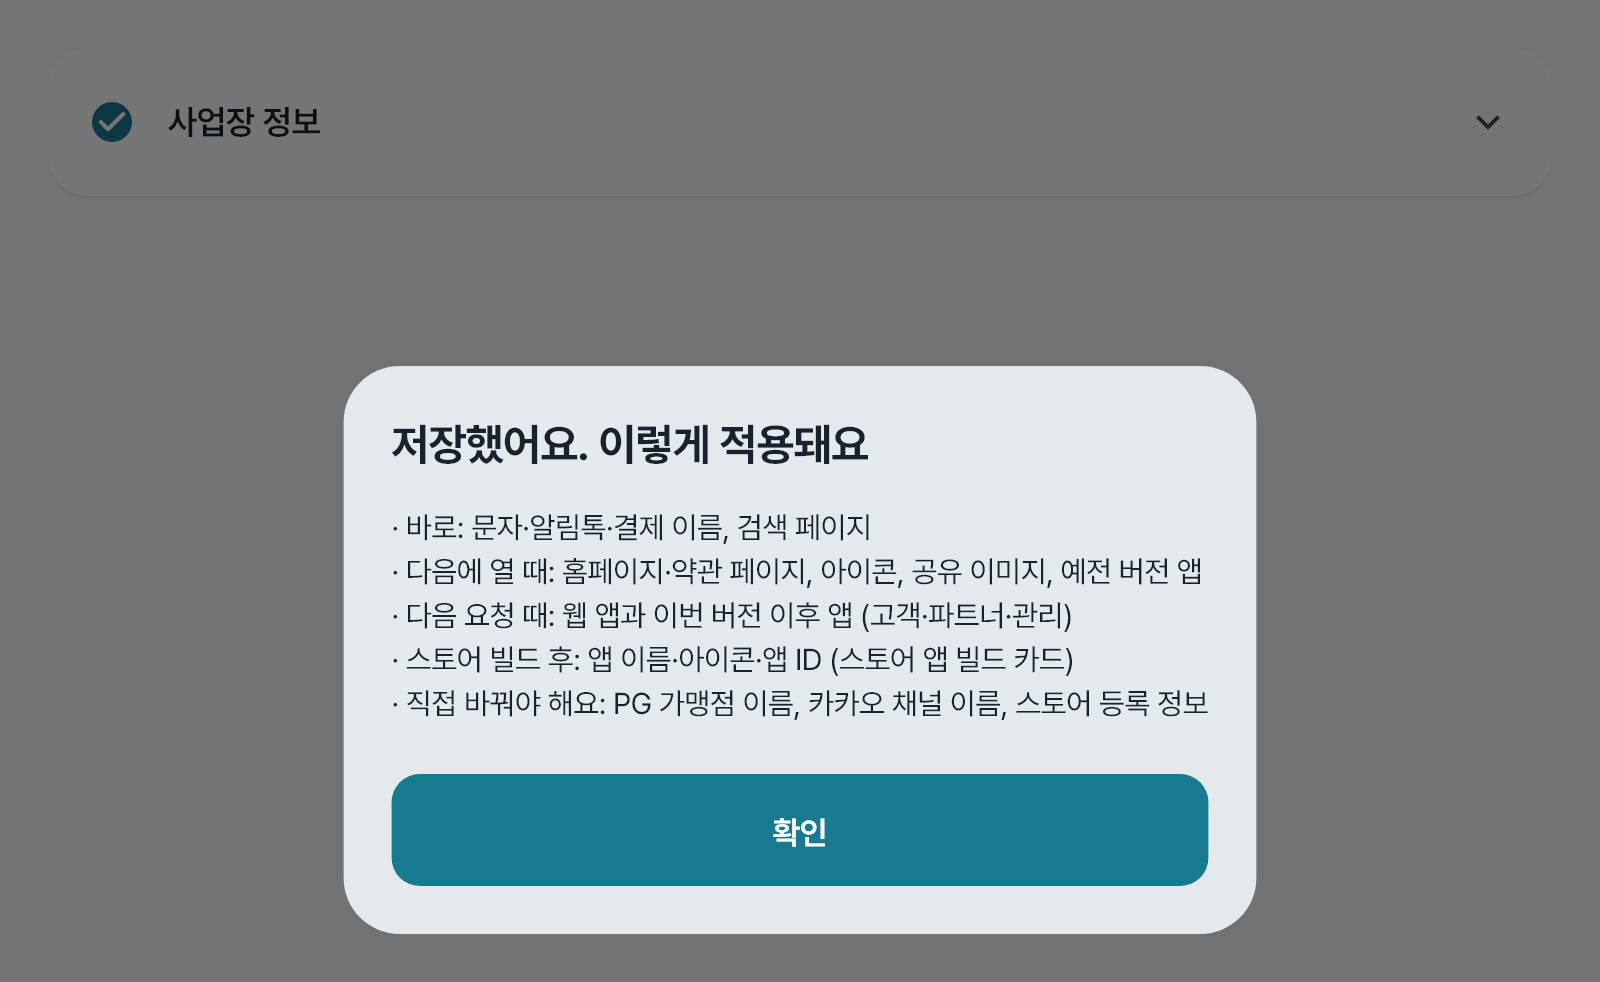 사업장 정보
저장했어요. 이렇게 적용돼요
· 바로: 문자·알림톡·결제 이름, 검색 페이지
· 다음에 열 때: 홈페이지·약관 페이지, 아이콘, 공유 이미지, 예전 버전 앱
· 다음 요청 때: 웹 앱과 이번 버전 이후 앱 (고객·파트너·관리)
· 스토어 빌드 후: 앱 이름·아이콘·앱 ID (스토어 앱 빌드 카드)
· 직접 바꿔야 해요: PG 가맹점 이름, 카카오 채널 이름, 스토어 등록 정보
확인